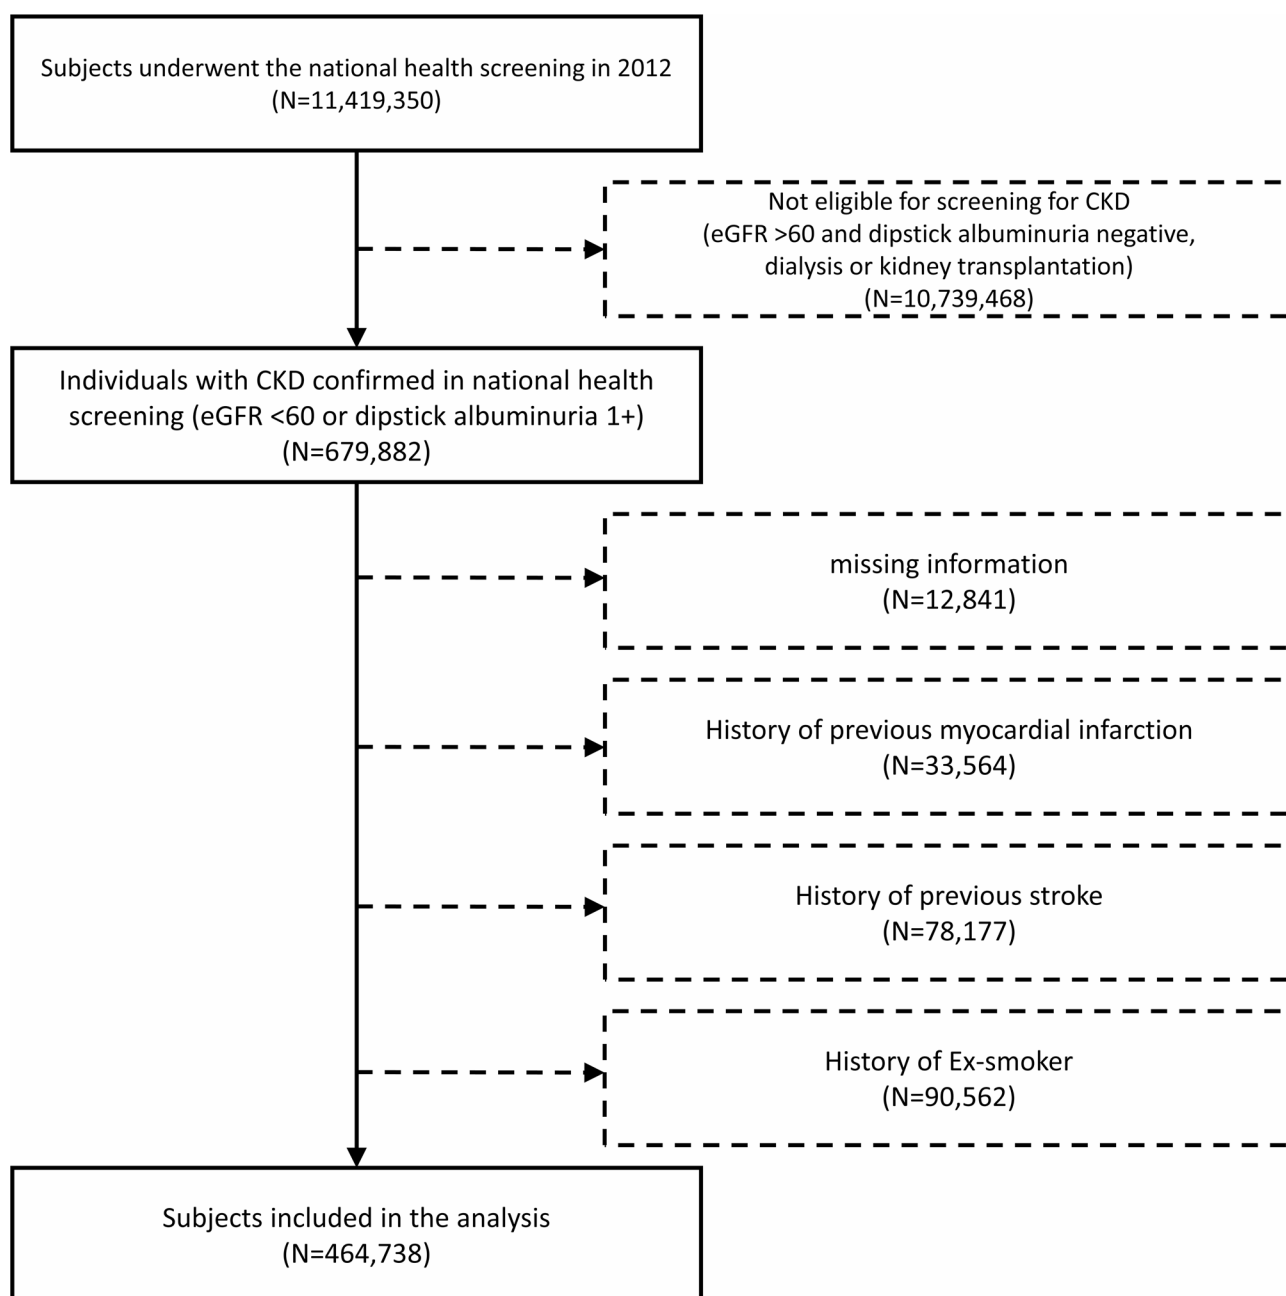 Subjects underwent the national health screening in 2012
(N=11,419,350)
Not eligible for screening for CKD
(eGFR >60 and dipstick albuminuria negative,
dialysis or kidney transplantation)
(N=10,739,468)
Individuals with CKD confirmed in national health
screening (eGFR <60 or dipstick albuminuria 1+)
(N=679,882)
missing information
(N=12,841)
History of previous myocardial infarction
(N=33,564)
History of previous stroke
(N=78,177)
History of Ex-smoker
(N=90,562)
Subjects included in the analysis
(N=464,738)